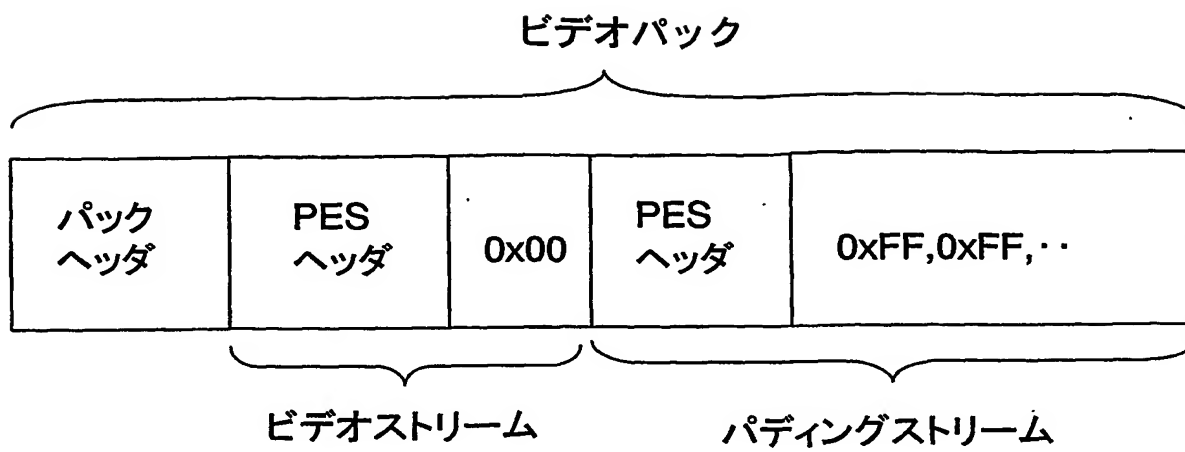 ビデオパック
パック
ヘッダ
PES
ヘッダ
0x00
PES
ヘッダ
0xFF,0xFF,‥
ビデオストリーム
パディングストリーム